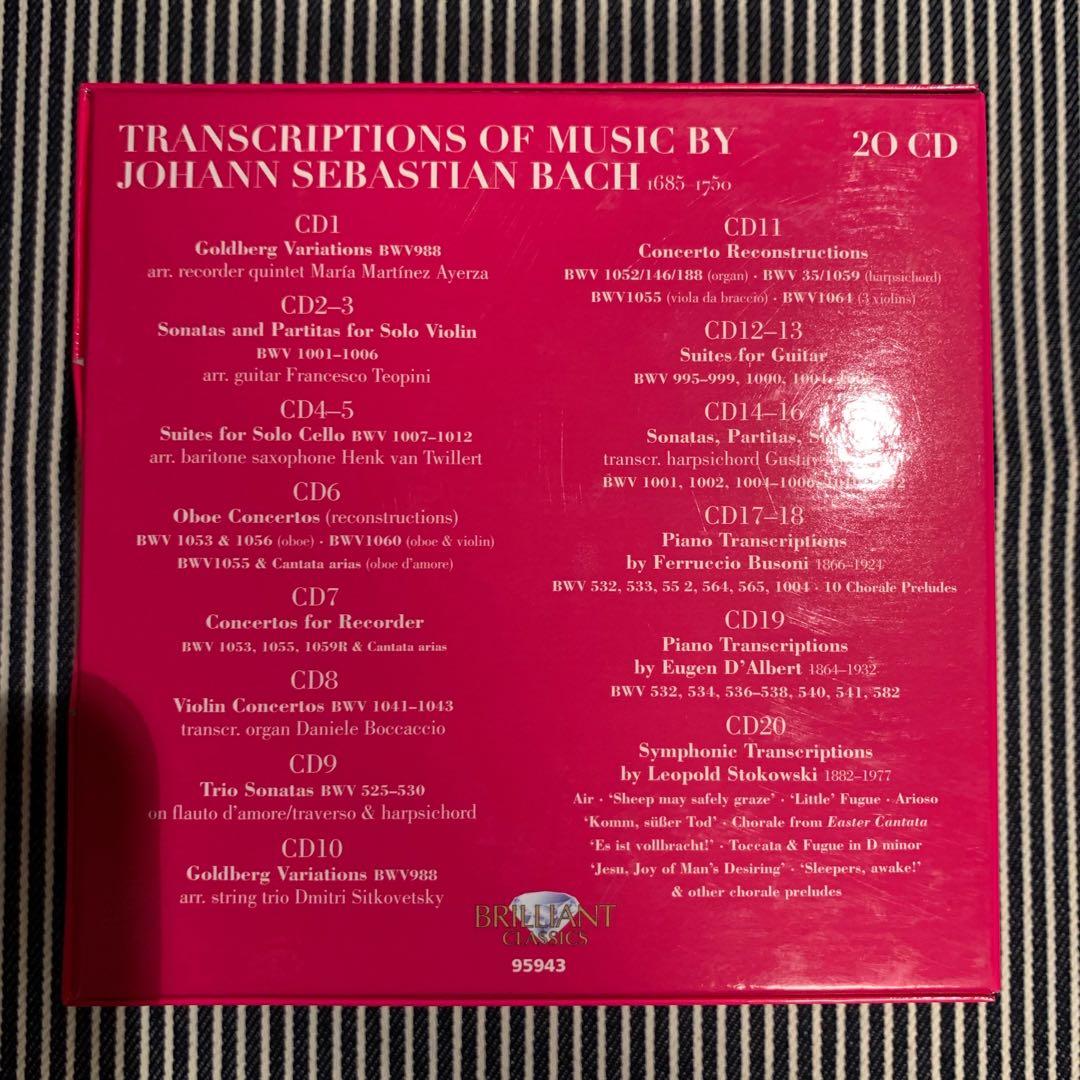 TRANSCRIPTIONS OF MUSIC BY
JOHANN SEBASTIAN BACH 1685–1750
20 CD
CD1
Goldberg Variations BWV988
arr. recorder quintet María Martínez Ayerza
CD2–3
Sonatas and Partitas for Solo Violin
BWV 1001–1006
arr. guitar Francesco Teopini
CD4–5
Suites for Solo Cello BWV 1007–1012
arr. baritone saxophone Henk van Twillert
CD6
Oboe Concertos (reconstructions)
BWV 1053 & 1056 (oboe) · BWV1060 (oboe & violin)
BWV1055 & Cantata arias (oboe d’amore)
CD7
Concertos for Recorder
BWV 1053, 1055, 1059R & Cantata arias
CD8
Violin Concertos BWV 1041–1043
transcr. organ Daniele Boccaccio
CD9
Trio Sonatas BWV 525–530
on flauto d’amore/traverso & harpsichord
CD10
Goldberg Variations BWV988
arr. string trio Dmitri Sitkovetsky
CD11
Concerto Reconstructions
BWV 1052/146/188 (organ) · BWV 35/1059 (harpsichord)
BWV1055 (viola da braccio) · BWV1064 (3 violins)
CD12–13
Suites for Guitar
BWV 995–999, 1000, 1004,
CD14–16
Sonatas, Partitas,
transcr. harpsichord
BWV 1001, 1002, 1004–1006,
CD17–18
Piano Transcriptions
by Ferruccio Busoni 1866–1924
BWV 532, 533, 55 2, 564, 565, 1004 · 10 Chorale Preludes
CD19
Piano Transcriptions
by Eugen D’Albert 1864–1932
BWV 532, 534, 536–538, 540, 541, 582
CD20
Symphonic Transcriptions
by Leopold Stokowski 1882–1977
Air · ‘Sheep may safely graze’ · ‘Little’ Fugue · Arioso
‘Komm, süßer Tod’ · Chorale from Easter Cantata
‘Es ist vollbracht!’ · Toccata & Fugue in D minor
‘Jesu, Joy of Man’s Desiring’ · ‘Sleepers, awake!’
& other chorale preludes
BRILLIANT
CLASSICS
95943